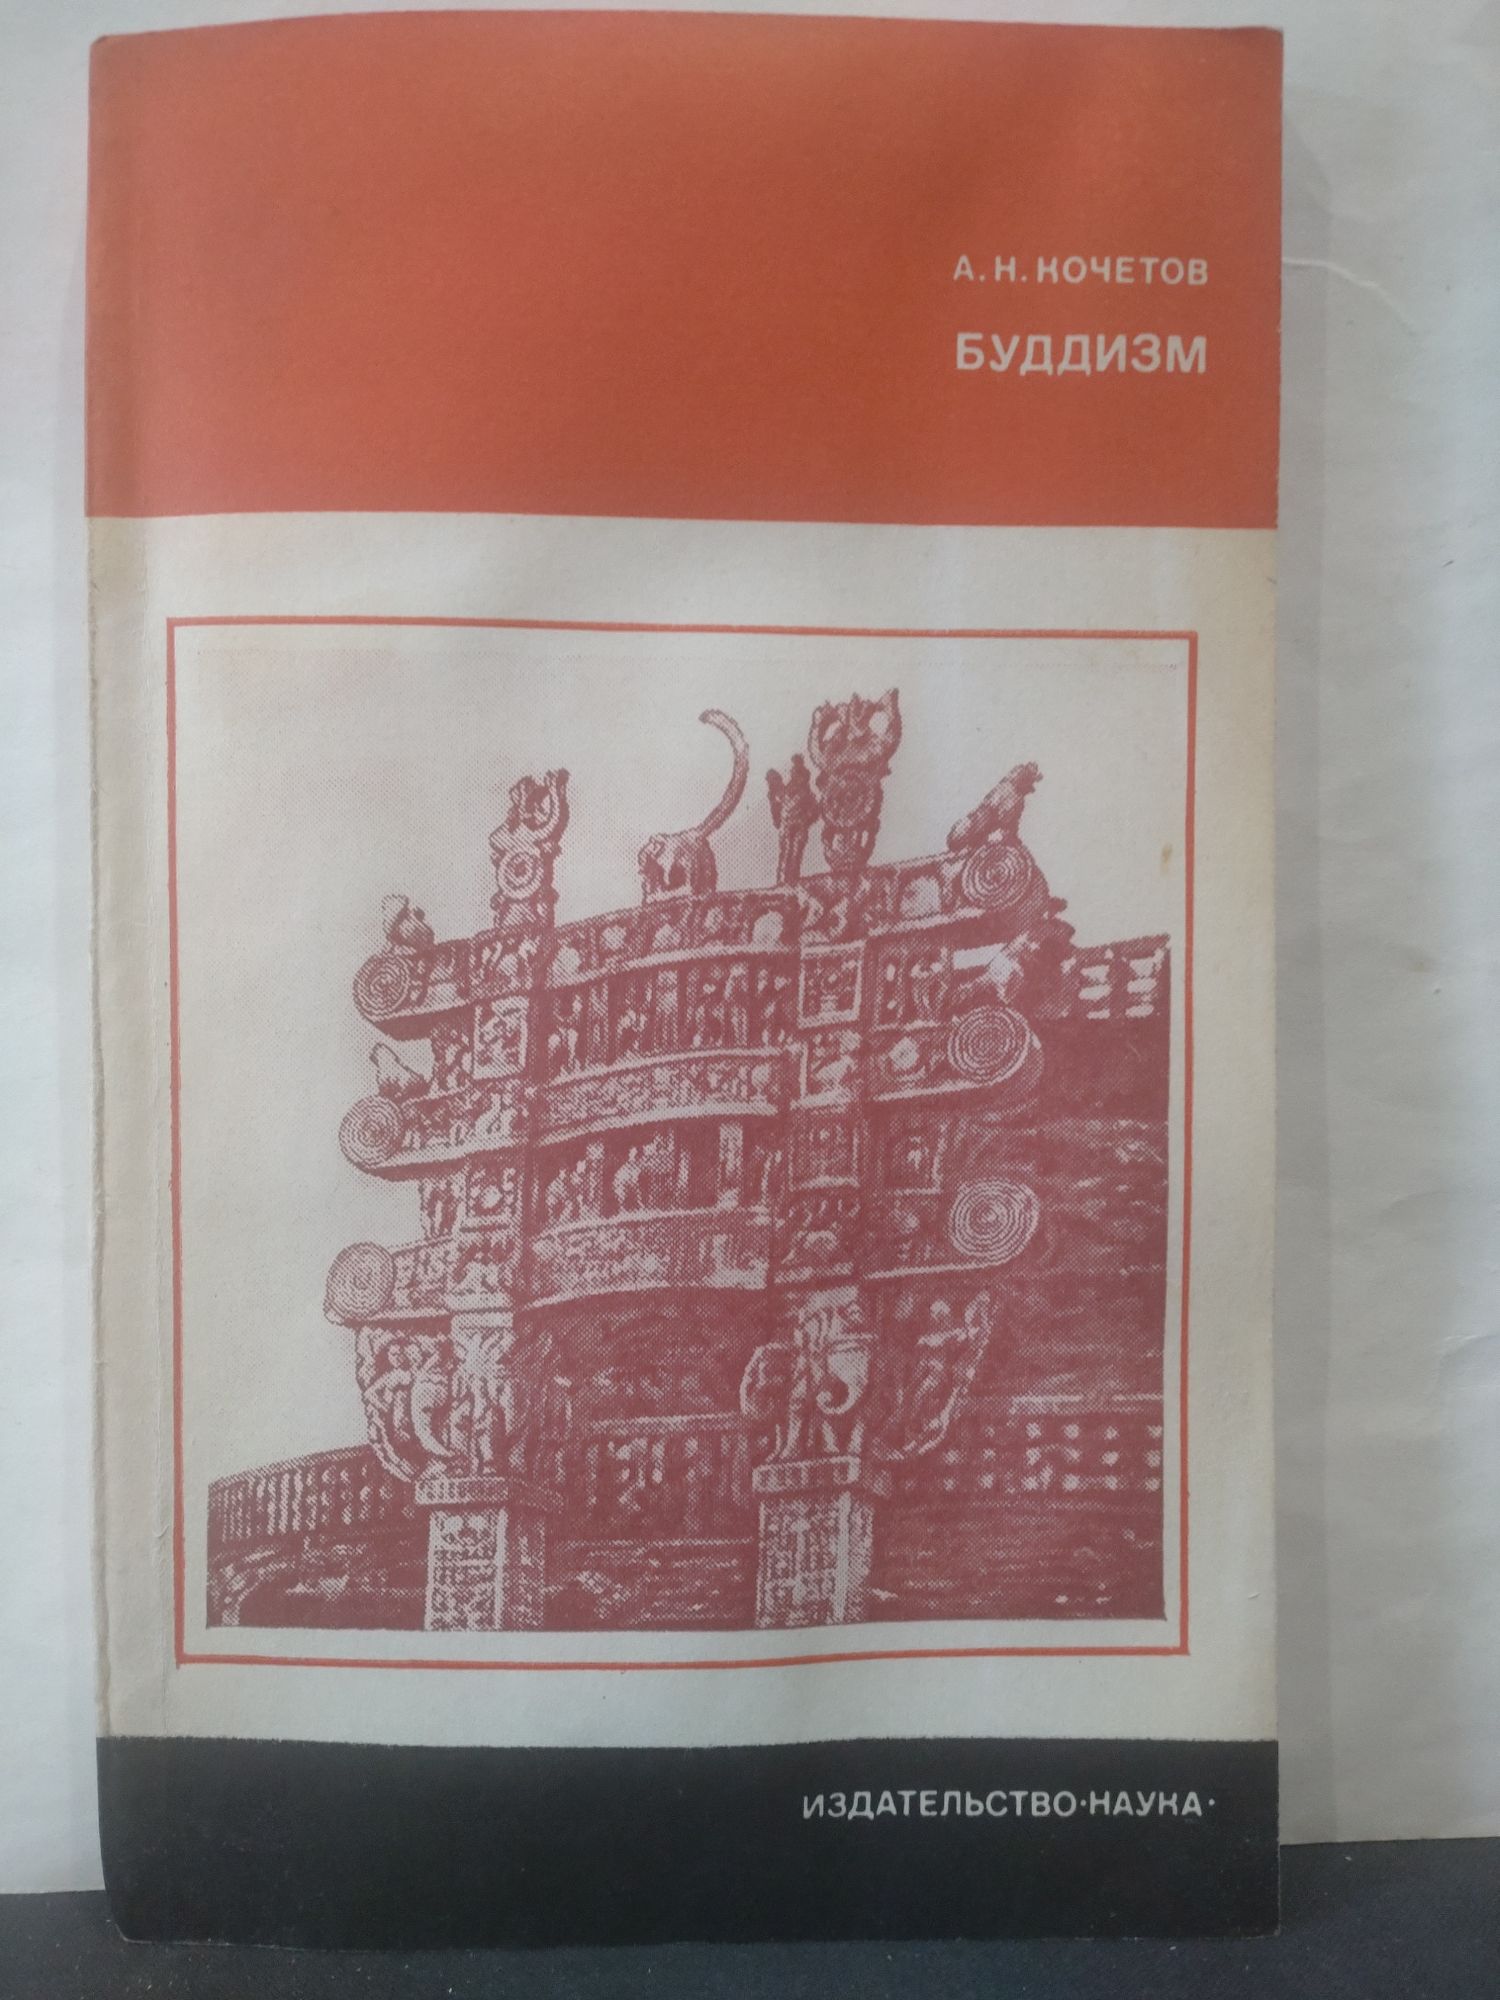 А. Н. КОЧЕТОВ
БУДДИЗМ
ИЗДАТЕЛЬСТВО·НАУКА·